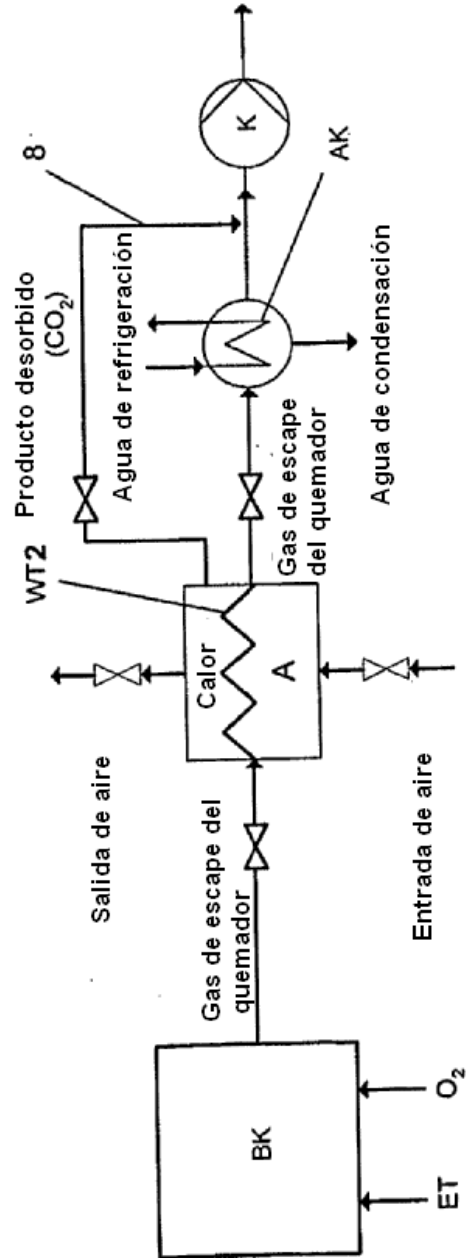 8
Producto desorbido
(CO₂)
WT2
Agua de refrigeración
K
AK
Salida de aire
Calor
A
Gas de escape del
quemador
Gas de escape
del quemador
Agua de condensación
Entrada de aire
BK
ET
O₂